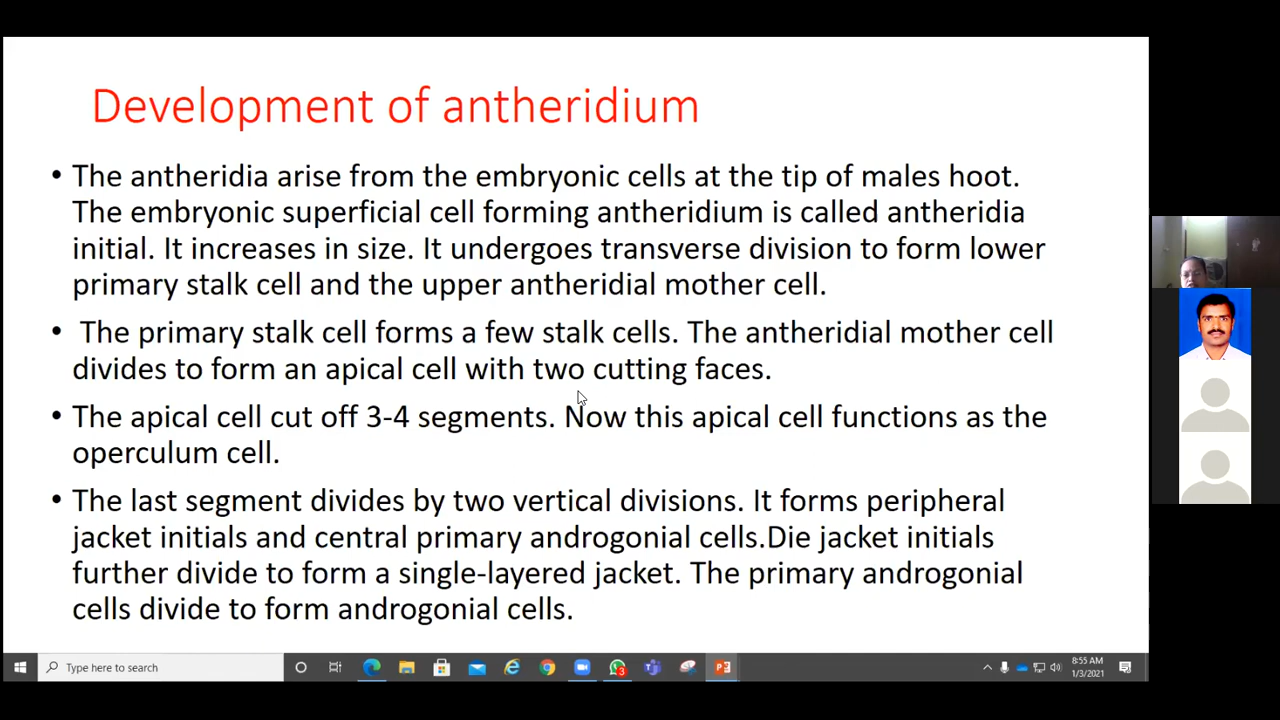 Development of antheridium
• The antheridia arise from the embryonic cells at the tip of males hoot.
The embryonic superficial cell forming antheridium is called antheridia
initial. It increases in size. It undergoes transverse division to form lower
primary stalk cell and the upper antheridial mother cell.
• The primary stalk cell forms a few stalk cells. The antheridial mother cell
divides to form an apical cell with two cutting faces.
• The apical cell cut off 3-4 segments. Now this apical cell functions as the
operculum cell.
• The last segment divides by two vertical divisions. It forms peripheral
jacket initials and central primary androgonial cells.Die jacket initials
further divide to form a single-layered jacket. The primary androgonial
cells divide to form androgonial cells.
Type here to search
3
8:55 AM
1/3/2021